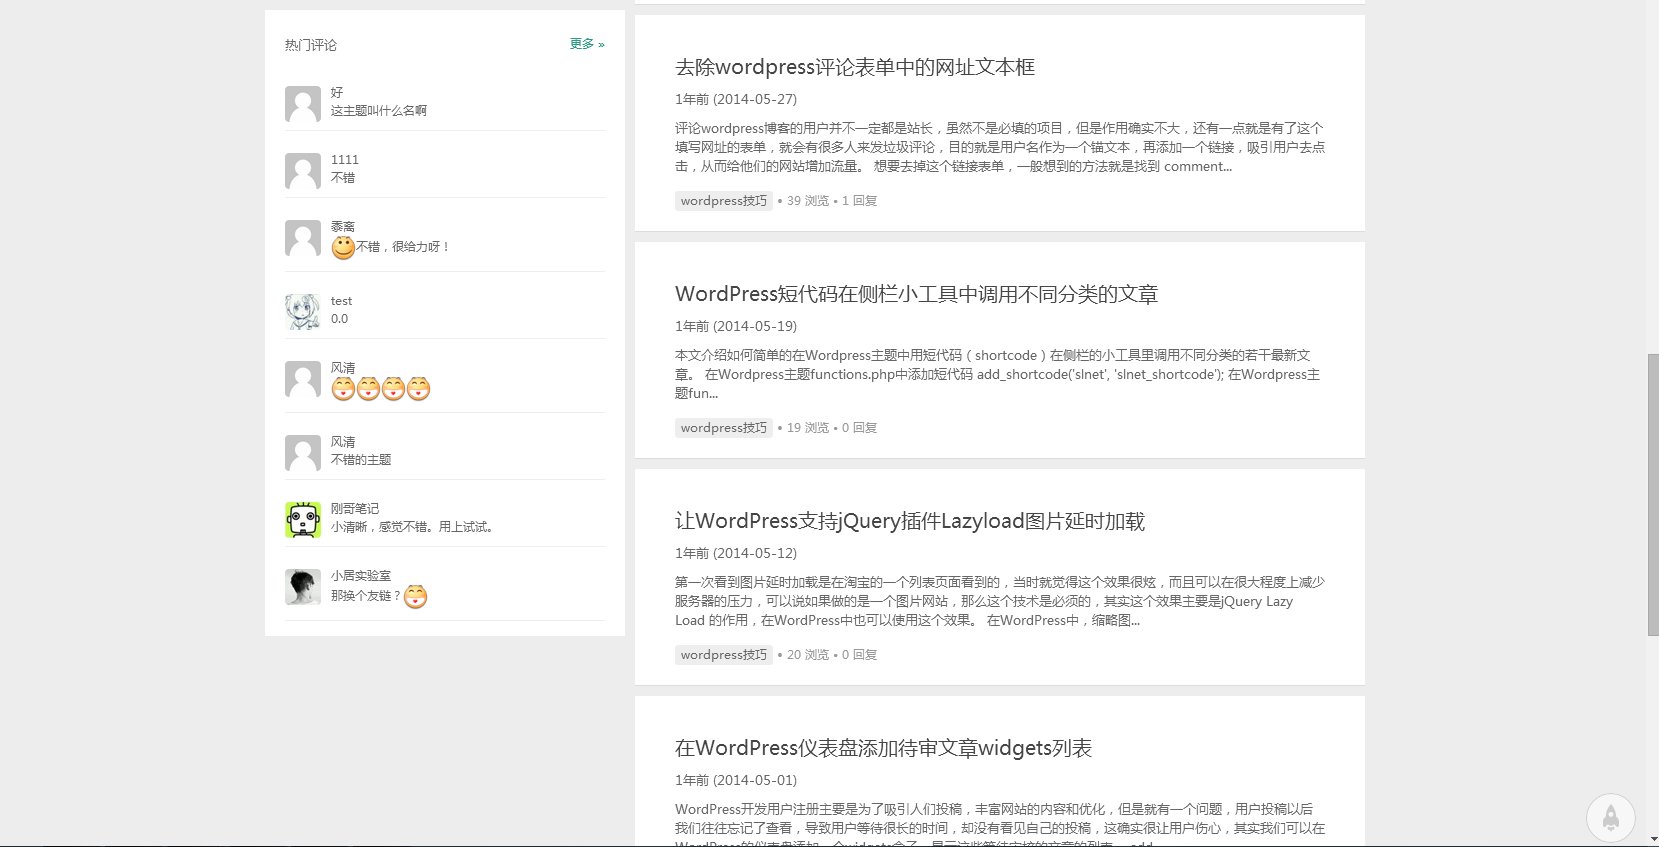 热门评论
更多 »
好
这主题叫什么名啊
1111
不错
黍离
不错，很给力呀！
test
0.0
风清
风清
不错的主题
刚哥笔记
小清晰，感觉不错。用上试试。
小居实验室
那换个友链？
去除wordpress评论表单中的网址文本框
1年前 (2014-05-27)
评论wordpress博客的用户并不一定都是站长，虽然不是必填的项目，但是作用确实不大，还有一点就是有了这个
填写网址的表单，就会有很多人来发垃圾评论，目的就是用户名作为一个锚文本，再添加一个链接，吸引用户去点
击，从而给他们的网站增加流量。 想要去掉这个链接表单，一般想到的方法就是找到 comment...
wordpress技巧 • 39 浏览 • 1 回复
WordPress短代码在侧栏小工具中调用不同分类的文章
1年前 (2014-05-19)
本文介绍如何简单的在Wordpress主题中用短代码（shortcode）在侧栏的小工具里调用不同分类的若干最新文
章。 在Wordpress主题functions.php中添加短代码 add_shortcode('slnet', 'slnet_shortcode'); 在Wordpress主
题fun...
wordpress技巧 • 19 浏览 • 0 回复
让WordPress支持jQuery插件Lazyload图片延时加载
1年前 (2014-05-12)
第一次看到图片延时加载是在淘宝的一个列表页面看到的，当时就觉得这个效果很炫，而且可以在很大程度上减少
服务器的压力，可以说如果做的是一个图片网站，那么这个技术是必须的，其实这个效果主要是jQuery Lazy
Load 的作用，在WordPress中也可以使用这个效果。 在WordPress中，缩略图...
wordpress技巧 • 20 浏览 • 0 回复
在WordPress仪表盘添加待审文章widgets列表
1年前 (2014-05-01)
WordPress开发用户注册主要是为了吸引人们投稿，丰富网站的内容和优化，但是就有一个问题，用户投稿以后
我们往往忘记了查看，导致用户等待很长的时间，却没有看见自己的投稿，这确实很让用户伤心，其实我们可以在